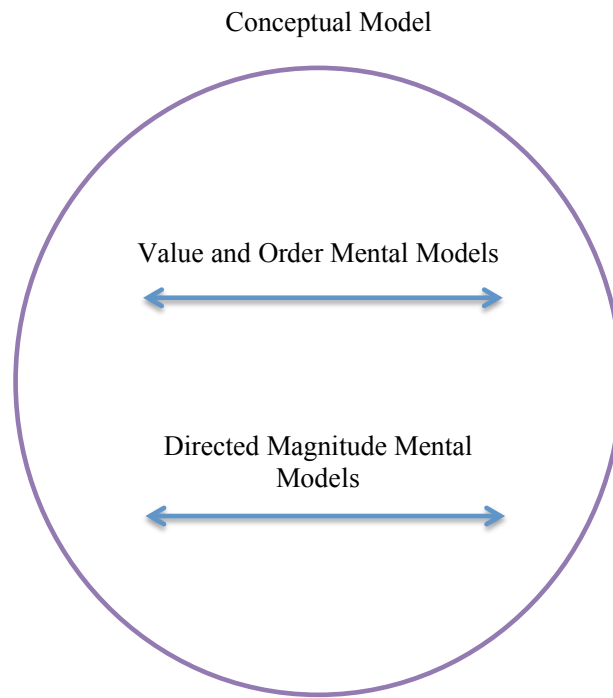 Conceptual Model
Value and Order Mental Models
Directed Magnitude Mental
Models